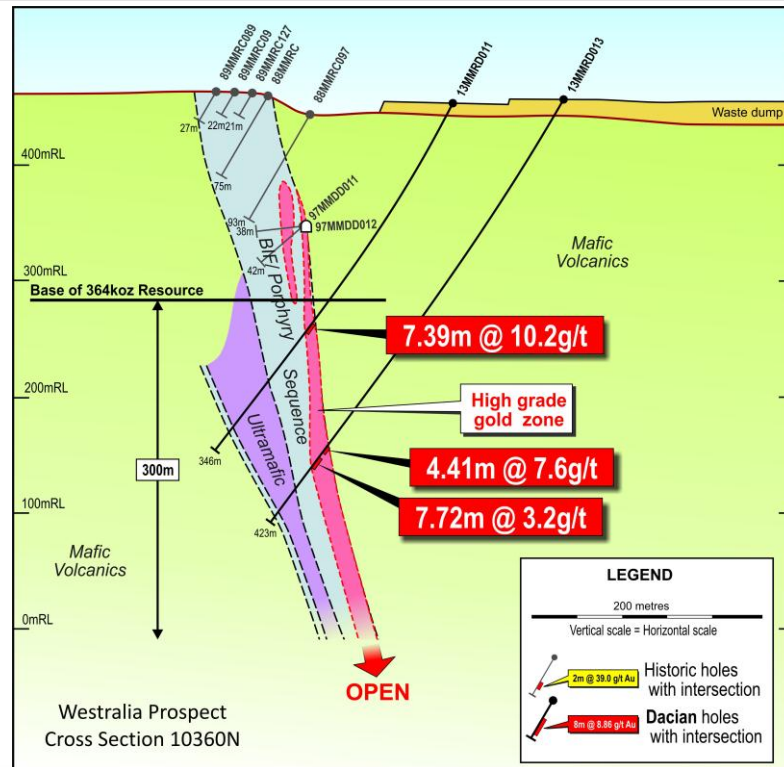 89MMRC089
89MMRC09
89MMRC127
88MMRC
88MMRC097
13MMRD011
13MMRD013
Waste dump
27m
22m
21m
75m
93m
38m
42m
97MMDD011
97MMDD012
400mRL
300mRL
200mRL
100mRL
0mRL
Mafic
Volcanics
BIF/ Porphyry
Sequence
Base of 364koz Resource
7.39m @ 10.2g/t
High grade
gold zone
4.41m @ 7.6g/t
7.72m @ 3.2g/t
Ultramafic
300m
346m
423m
Mafic
Volcanics
OPEN
Westralia Prospect
Cross Section 10360N
LEGEND
200 metres
Vertical scale = Horizontal scale
2m @ 39.0 g/t Au
Historic holes
with intersection
8m @ 8.86 g/t Au
Dacian holes
with intersection